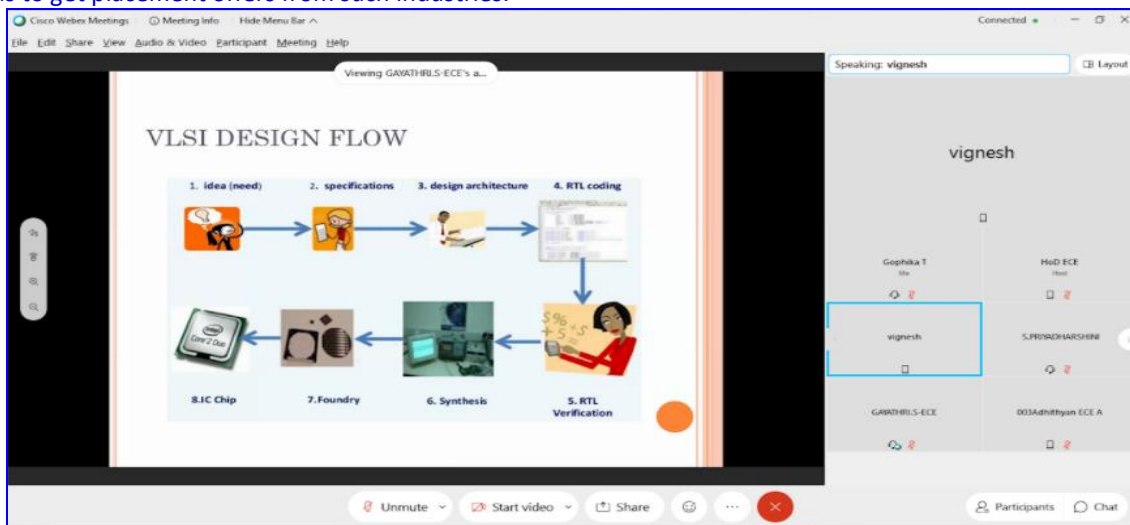 is to get placement offers from such industries.
Cisco Webex Meetings Meeting Info Hide Menu Bar
Connected
File Edit Share View Audio & Video Participant Meeting Help
Viewing GAYATHRI.S-ECE's a...
Speaking: vignesh
Layout
VLSI DESIGN FLOW
1. idea (need) 2. specifications 3. design architecture 4. RTL coding
8.IC Chip 7.Foundry 6. Synthesis 5. RTL
Verification
vignesh
Gophika T
Me
HoD ECE
Host
vignesh
S.PRIYADHARSHINI
GAYATHRI.S-ECE
003Adhithyan ECE A
Unmute Start video Share
Participants Chat